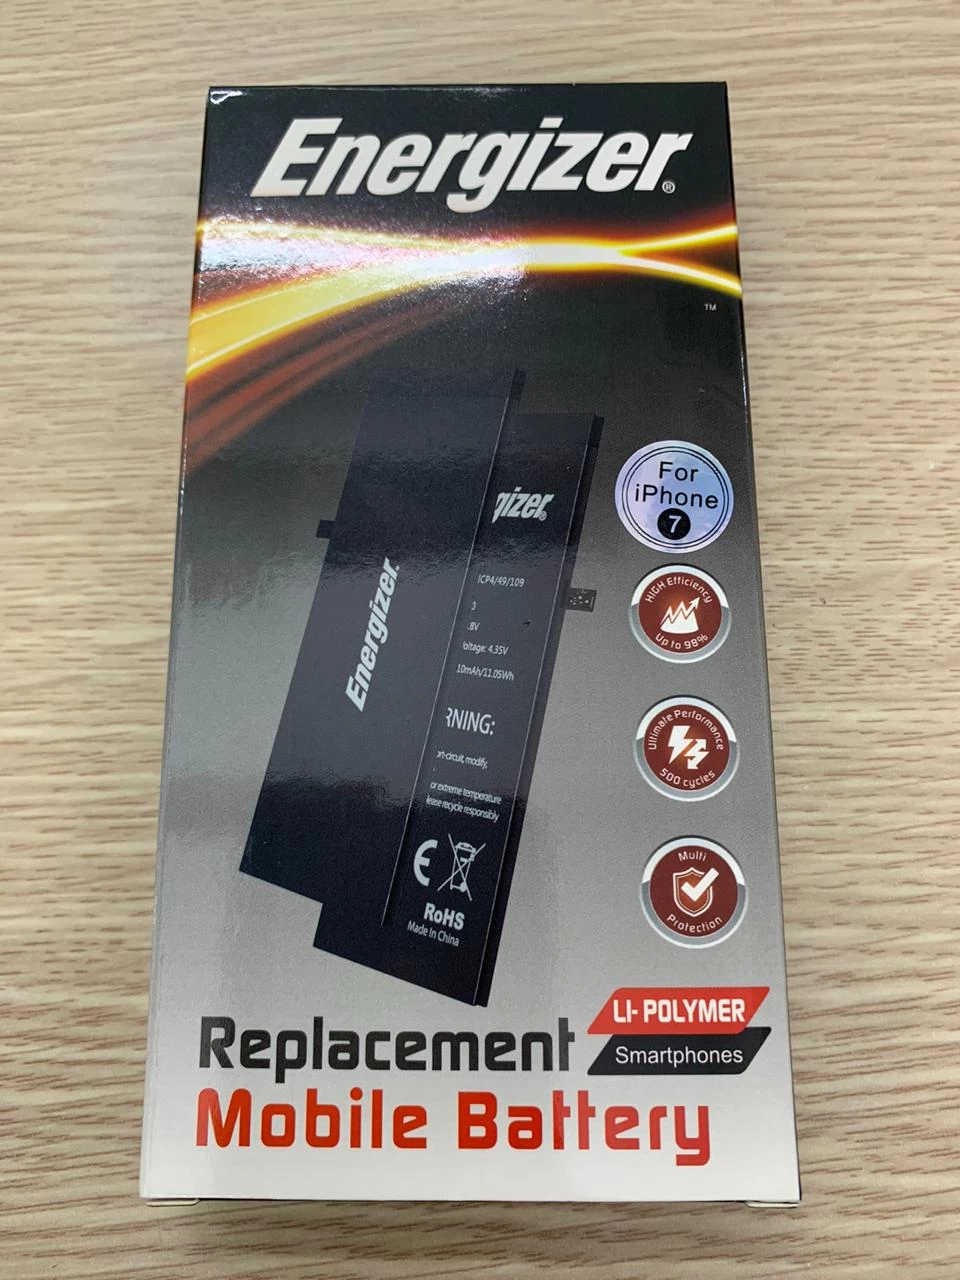 Energizer®
™
For
iPhone
7
HIGH Efficiency
Up to 98%
Ultimate Performance
500 cycles
Multi
Protection
Energizer.
gizer®
ICP4/49/109
.8V
oltage: 4.35V
10mAh/11.05Wh
RNING:
ort-circuit, modify,
or extreme temperature
lease recycle responsibly
CE
RoHS
Made In China
LI- POLYMER
Smartphones
Replacement
Mobile Battery